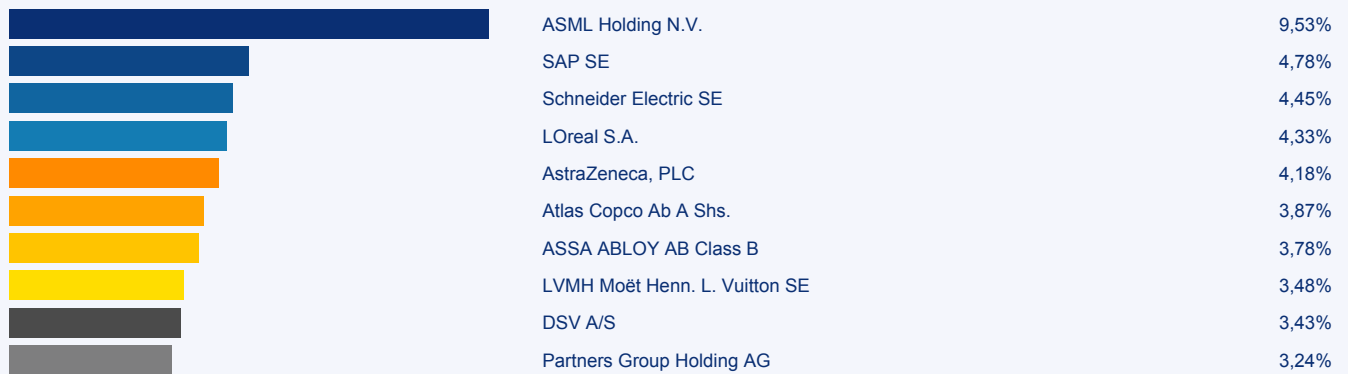 ASML Holding N.V. 9,53%
SAP SE 4,78%
Schneider Electric SE 4,45%
LOreal S.A. 4,33%
AstraZeneca, PLC 4,18%
Atlas Copco Ab A Shs. 3,87%
ASSA ABLOY AB Class B 3,78%
LVMH Moët Henn. L. Vuitton SE 3,48%
DSV A/S 3,43%
Partners Group Holding AG 3,24%